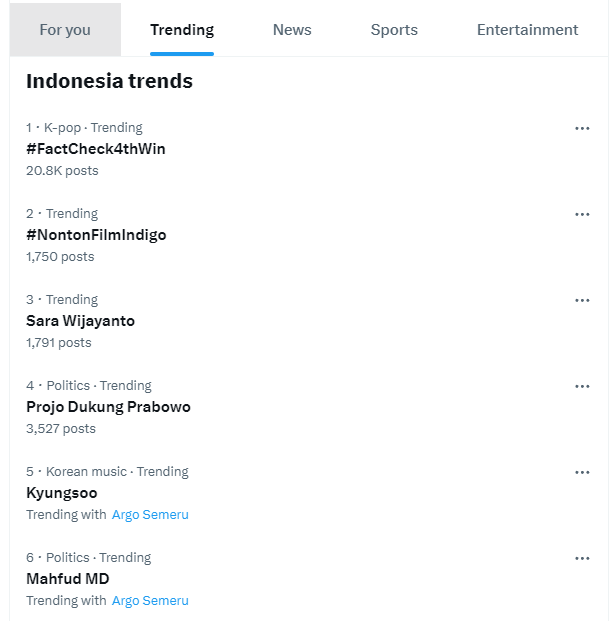 For you Trending News Sports Entertainment
Indonesia trends
1 · K-pop · Trending
#FactCheck4thWin
20.8K posts
2 · Trending
#NontonFilmIndigo
1,750 posts
3 · Trending
Sara Wijayanto
1,791 posts
4 · Politics · Trending
Projo Dukung Prabowo
3,527 posts
5 · Korean music · Trending
Kyungsoo
Trending with Argo Semeru
6 · Politics · Trending
Mahfud MD
Trending with Argo Semeru